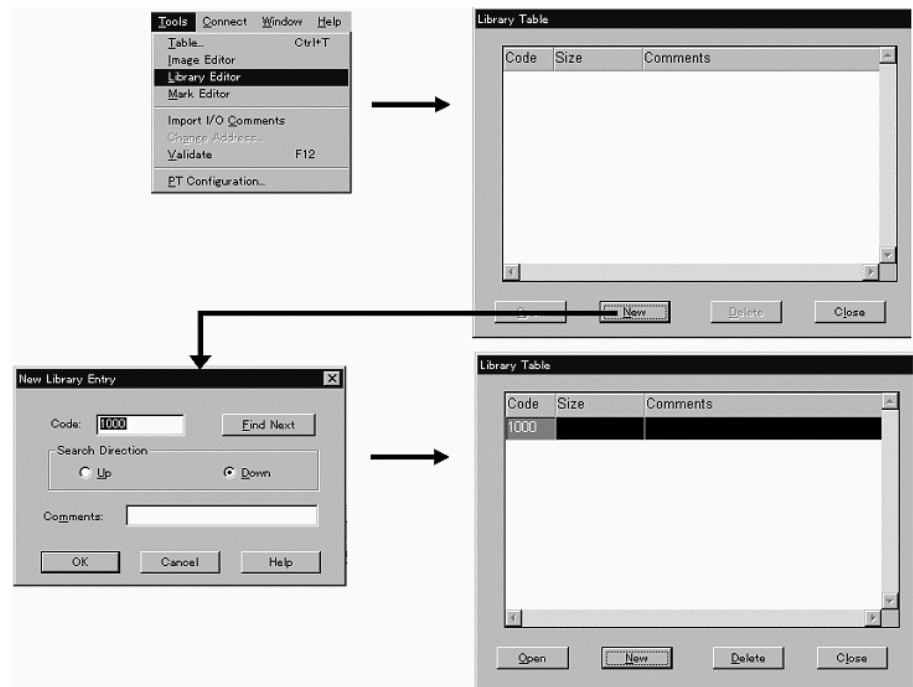 Tools Connect Window Help
Table... Ctrl+T
Image Editor
Library Editor
Mark Editor
Import I/O Comments
Change Address...
Validate F12
PT Configuration...
Library Table
Code Size Comments
Open New Delete Close
New Library Entry
Code: 1000 Find Next
Search Direction
Up Down
Comments:
OK Cancel Help
Library Table
Code Size Comments
1000
Open New Delete Close